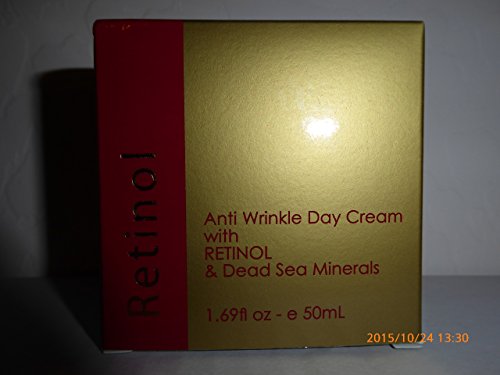 Retinol
Anti Wrinkle Day Cream
with
RETINOL
& Dead Sea Minerals
1.69fl oz - e 50mL
2015/10/24 13:30